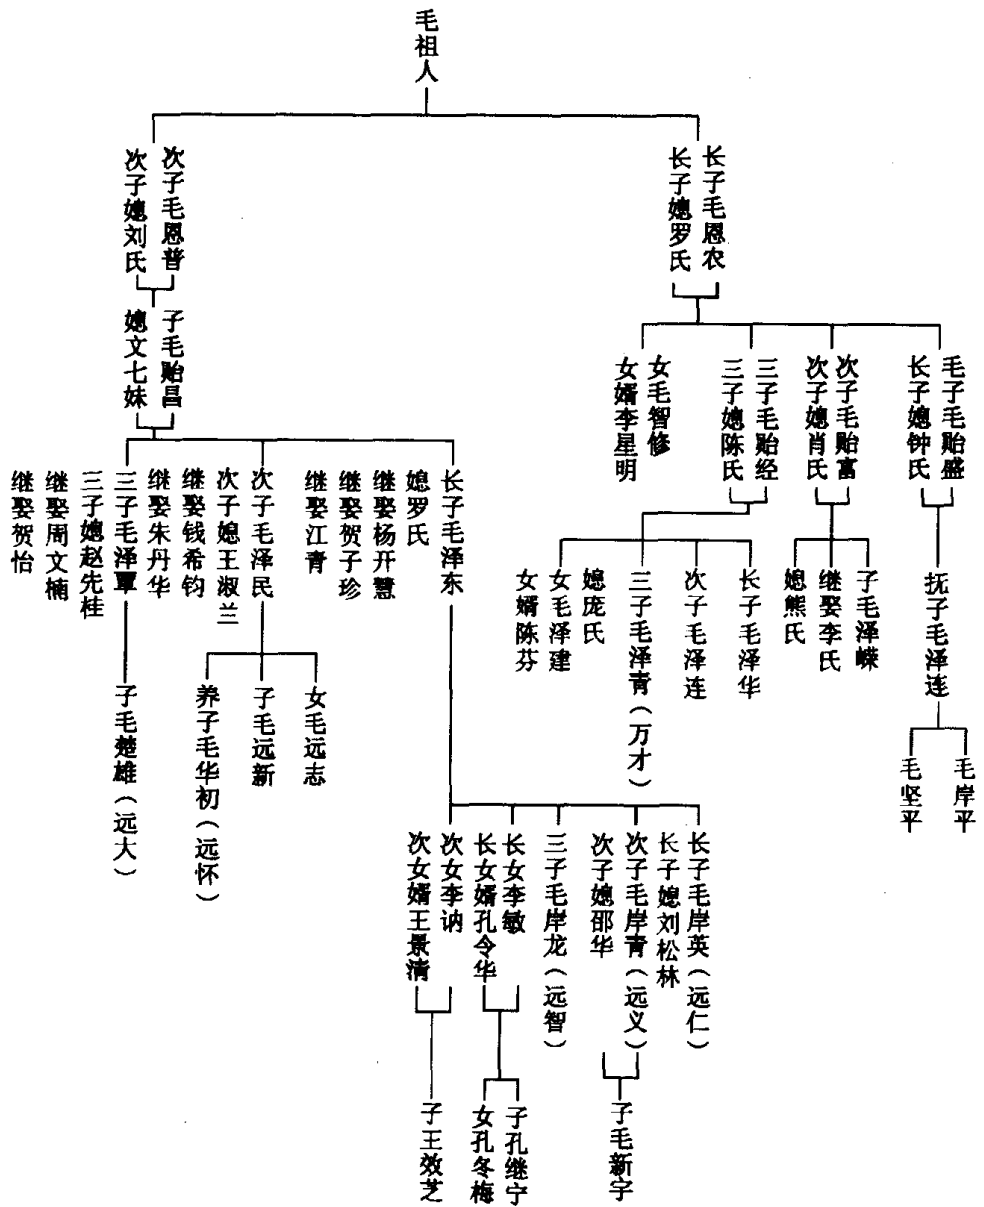 毛祖人
长子毛恩农
长子媳罗氏
次子毛恩普
次子媳刘氏
毛子毛贻盛
长子媳钟氏
次子毛贻富
次子媳肖氏
三子毛贻经
三子媳陈氏
女毛智修
女婿李星明
子毛贻昌
媳文七妹
抚子毛泽连
子毛泽嵘
继娶李氏
媳熊氏
长子毛泽华
次子毛泽连
三子毛泽青（万才）
媳庞氏
女毛泽建
女婿陈芬
长子毛泽东
媳罗氏
继娶杨开慧
继娶贺子珍
继娶江青
次子毛泽民
次子媳王淑兰
继娶钱希钧
继娶朱丹华
三子毛泽覃
三子媳赵先桂
继娶周文楠
继娶贺怡
毛岸平
毛坚平
女毛远志
子毛远新
养子毛华初（远怀）
子毛楚雄（远大）
长子毛岸英（远仁）
长子媳刘松林
次子毛岸青（远义）
次子媳邵华
三子毛岸龙（远智）
长女李敏
长女婿孔令华
次女李讷
次女婿王景清
子毛新宇
子孔继宁
女孔冬梅
子王效芝